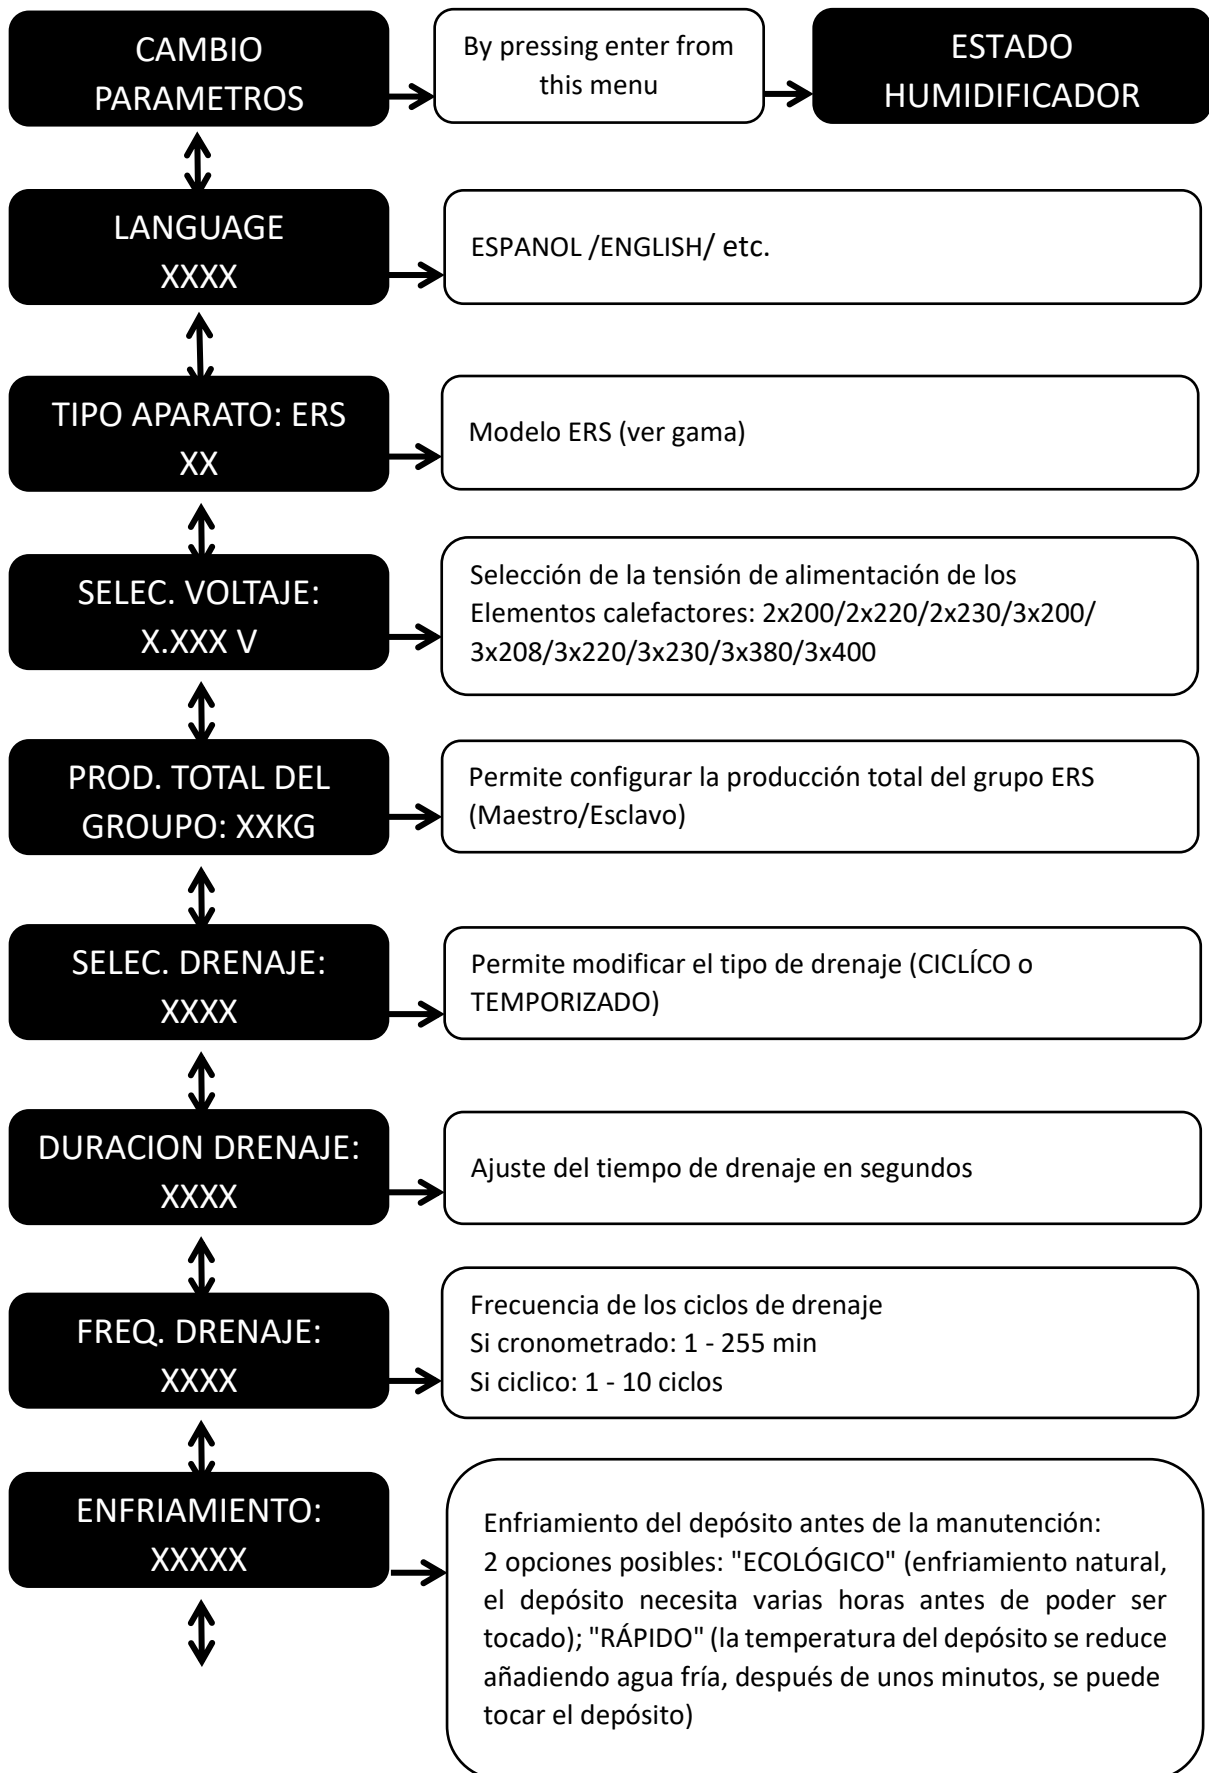 CAMBIO
PARAMETROS
By pressing enter from
this menu
ESTADO
HUMIDIFICADOR
LANGUAGE
XXXX
ESPANOL /ENGLISH/ etc.
TIPO APARATO: ERS
XX
Modelo ERS (ver gama)
SELEC. VOLTAJE:
X.XXX V
Selección de la tensión de alimentación de los
Elementos calefactores: 2x200/2x220/2x230/3x200/
3x208/3x220/3x230/3x380/3x400
PROD. TOTAL DEL
GROUPO: XXKG
Permite configurar la producción total del grupo ERS
(Maestro/Esclavo)
SELEC. DRENAJE:
XXXX
Permite modificar el tipo de drenaje (CICLÍCO o
TEMPORIZADO)
DURACION DRENAJE:
XXXX
Ajuste del tiempo de drenaje en segundos
FREQ. DRENAJE:
XXXX
Frecuencia de los ciclos de drenaje
Si cronometrado: 1 - 255 min
Si ciclico: 1 - 10 ciclos
ENFRIAMIENTO:
XXXXX
Enfriamiento del depósito antes de la manutención:
2 opciones posibles: "ECOLÓGICO" (enfriamiento natural,
el depósito necesita varias horas antes de poder ser
tocado); "RÁPIDO" (la temperatura del depósito se reduce
añadiendo agua fría, después de unos minutos, se puede
tocar el depósito)